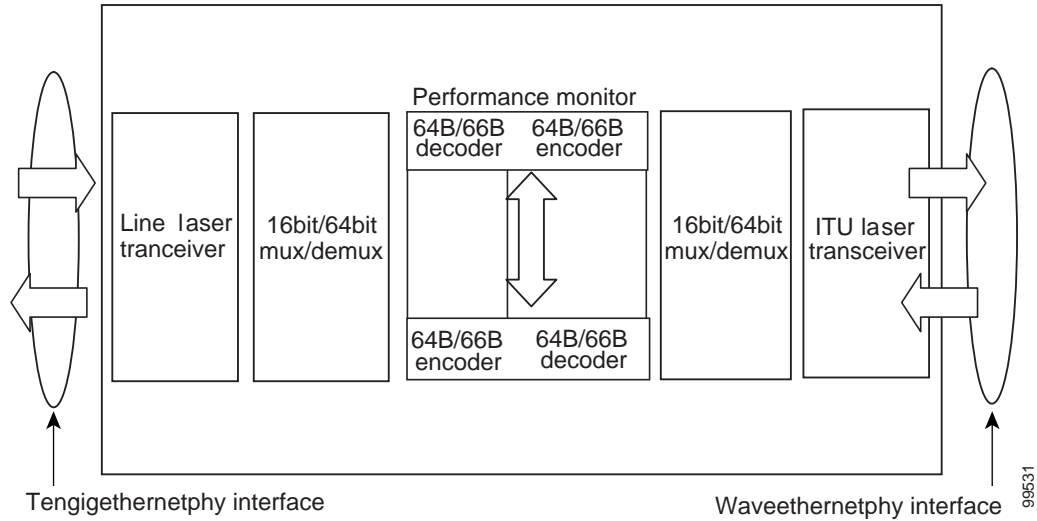 Performance monitor
64B/66B
decoder
64B/66B
encoder
Line laser
tranceiver
16bit/64bit
mux/demux
16bit/64bit
mux/demux
ITU laser
transceiver
64B/66B
encoder
64B/66B
decoder
Tengigethernetphy interface
Waveethernetphy interface
99531